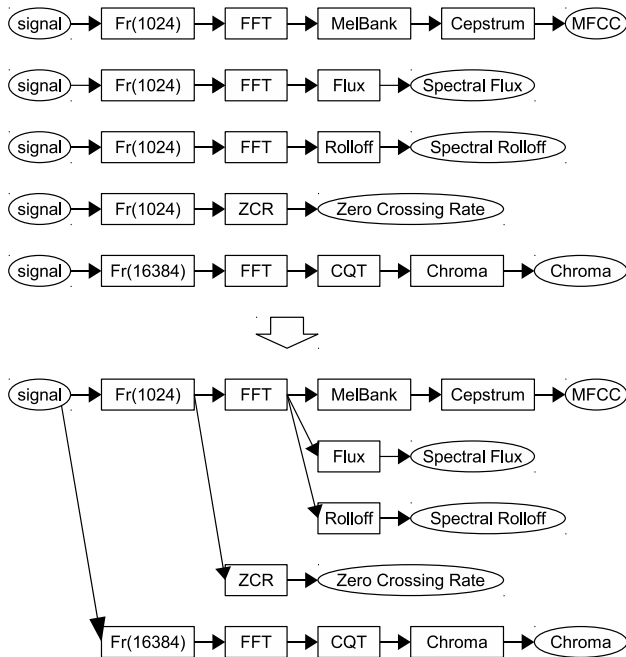 signal Fr(1024) FFT MelBank Cepstrum MFCC
signal Fr(1024) FFT Flux Spectral Flux
signal Fr(1024) FFT Rolloff Spectral Rolloff
signal Fr(1024) ZCR Zero Crossing Rate
signal Fr(16384) FFT CQT Chroma Chroma
signal Fr(1024) FFT MelBank Cepstrum MFCC
Flux Spectral Flux
Rolloff Spectral Rolloff
ZCR Zero Crossing Rate
Fr(16384) FFT CQT Chroma Chroma